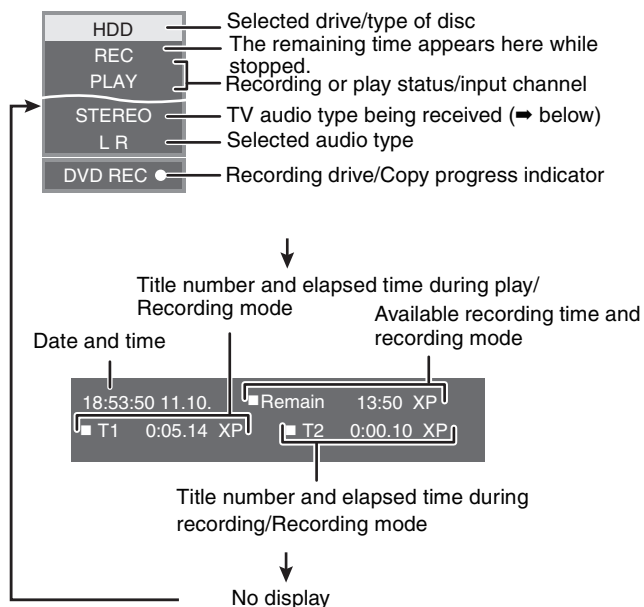 HDD
Selected drive/type of disc
REC
The remaining time appears here while
stopped.
PLAY
Recording or play status/input channel
STEREO
TV audio type being received (➡ below)
L R
Selected audio type
DVD REC ●
Recording drive/Copy progress indicator
Title number and elapsed time during play/
Recording mode
Available recording time and
recording mode
Date and time
18:53:50 11.10. Remain 13:50 XP
T1 0:05.14 XP T2 0:00.10 XP
Title number and elapsed time during
recording/Recording mode
No display